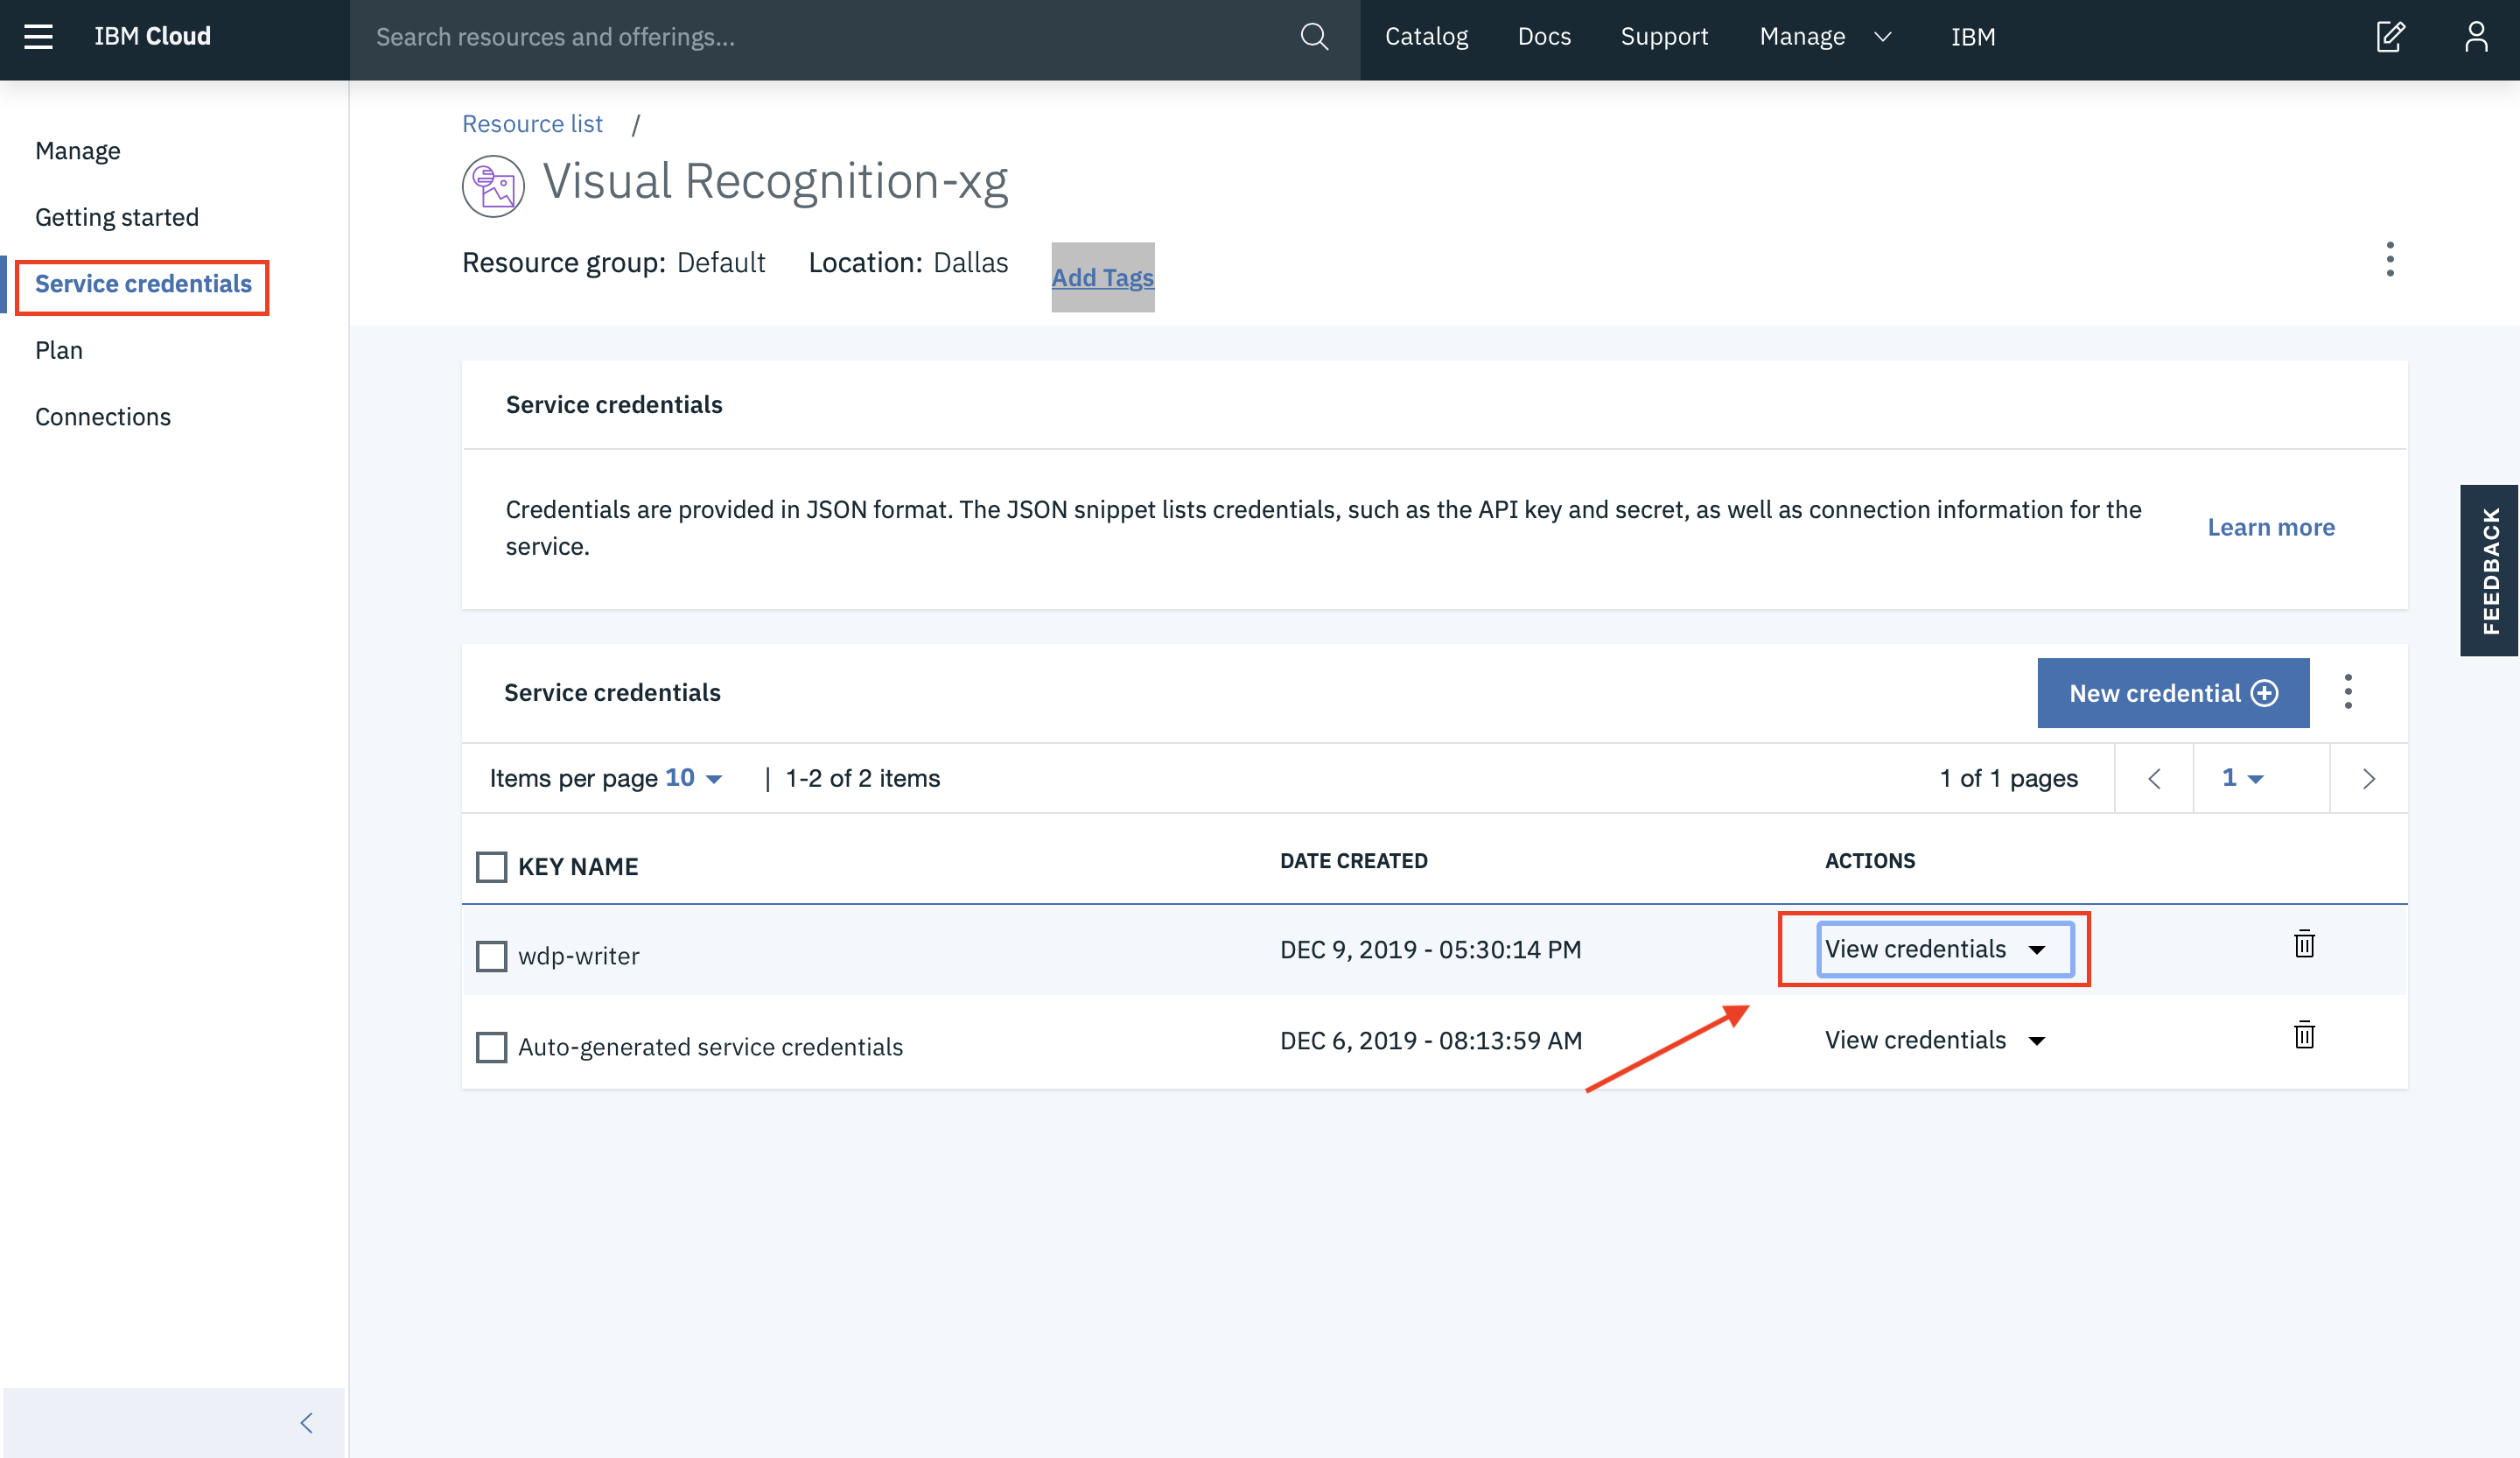 IBM Cloud
Search resources and offerings...
Catalog
Docs
Support
Manage
IBM
Manage
Getting started
Service credentials
Plan
Connections
Resource list /
Visual Recognition-xg
Resource group: Default Location: Dallas Add Tags
Service credentials
Credentials are provided in JSON format. The JSON snippet lists credentials, such as the API key and secret, as well as connection information for the
service.
Learn more
FEEDBACK
Service credentials
New credential
Items per page 10 | 1-2 of 2 items
1 of 1 pages
1
KEY NAME DATE CREATED ACTIONS
wdp-writer DEC 9, 2019 - 05:30:14 PM View credentials
Auto-generated service credentials DEC 6, 2019 - 08:13:59 AM View credentials